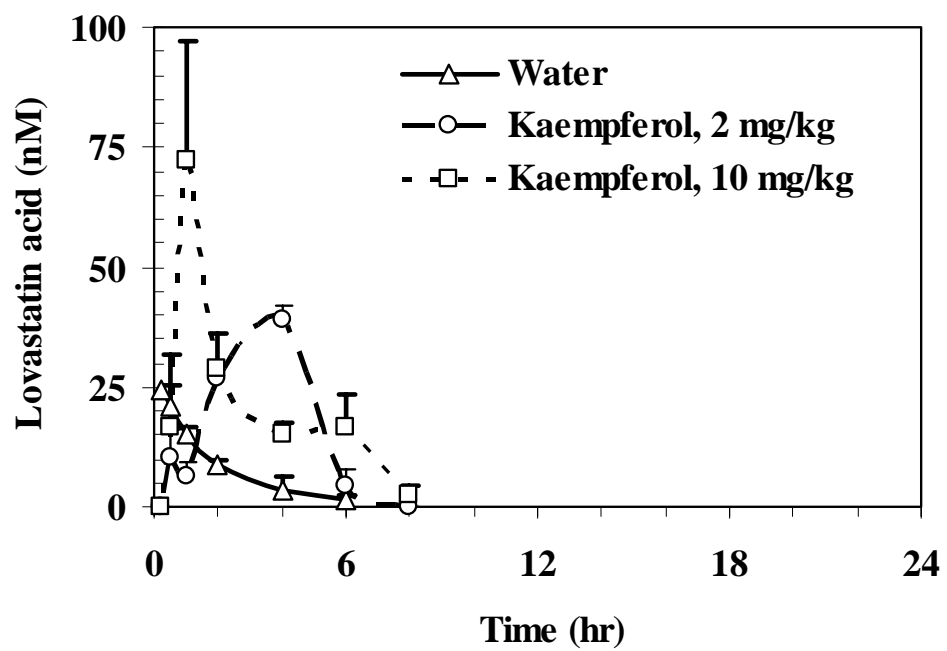 100
75
50
25
0
Lovastatin acid (nM)
Water
Kaempferol, 2 mg/kg
Kaempferol, 10 mg/kg
0 6 12 18 24
Time (hr)